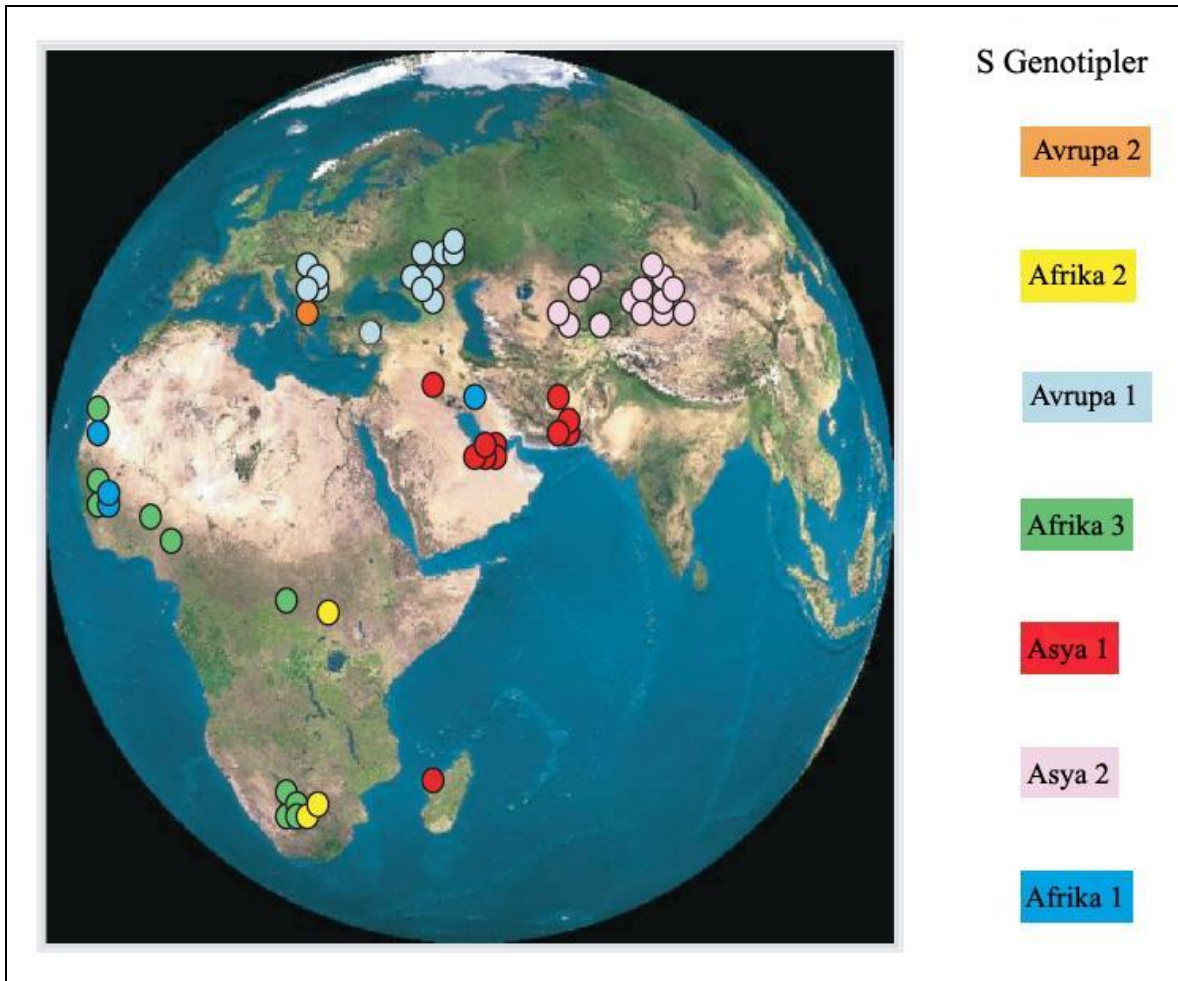 S Genotipler
Avrupa 2
Afrika 2
Avrupa 1
Afrika 3
Asya 1
Asya 2
Afrika 1